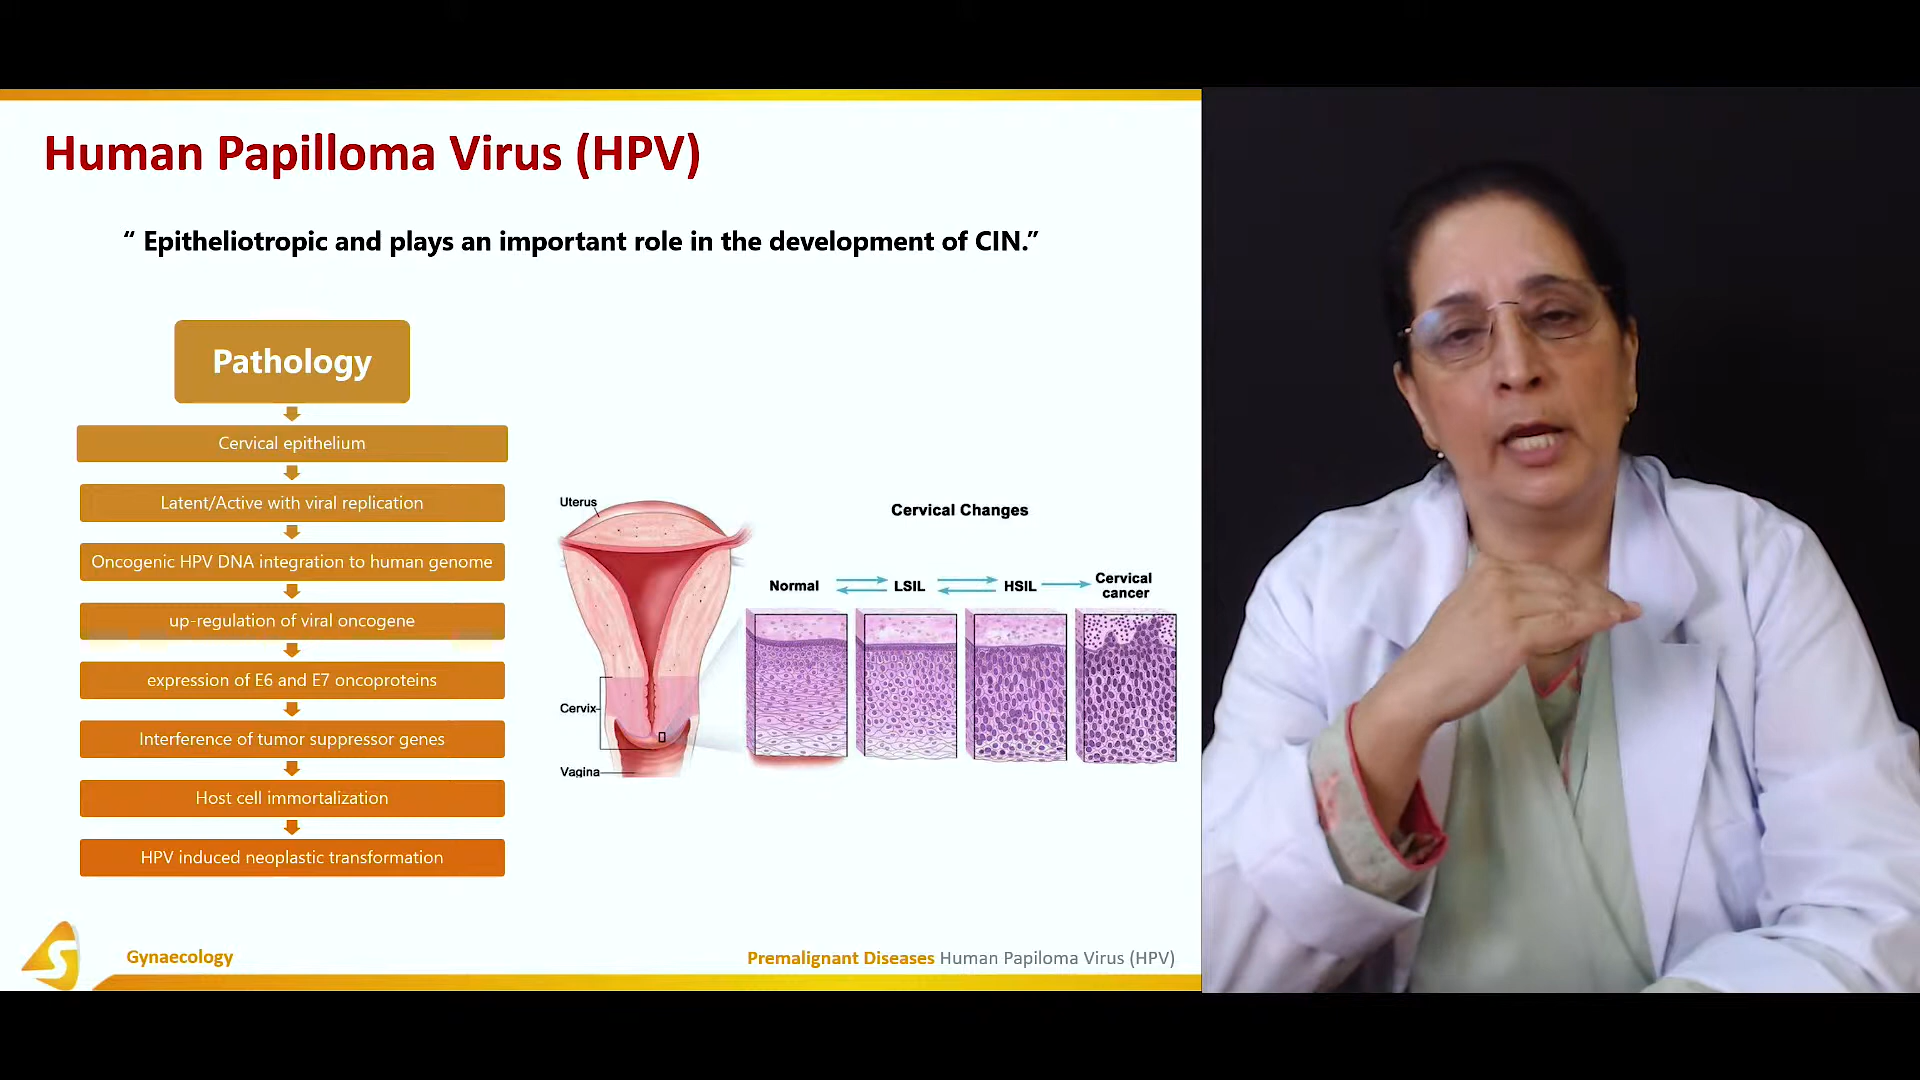 Human Papilloma Virus (HPV)
“ Epitheliotropic and plays an important role in the development of CIN.”
Pathology
Cervical epithelium
Latent/Active with viral replication
Oncogenic HPV DNA integration to human genome
up-regulation of viral oncogene
expression of E6 and E7 oncoproteins
Interference of tumor suppressor genes
Host cell immortalization
HPV induced neoplastic transformation
Uterus
Cervix
Vagina
Cervical Changes
Normal
LSIL
HSIL
Cervical
cancer
S
Gynaecology
Premalignant Diseases Human Papilloma Virus (HPV)